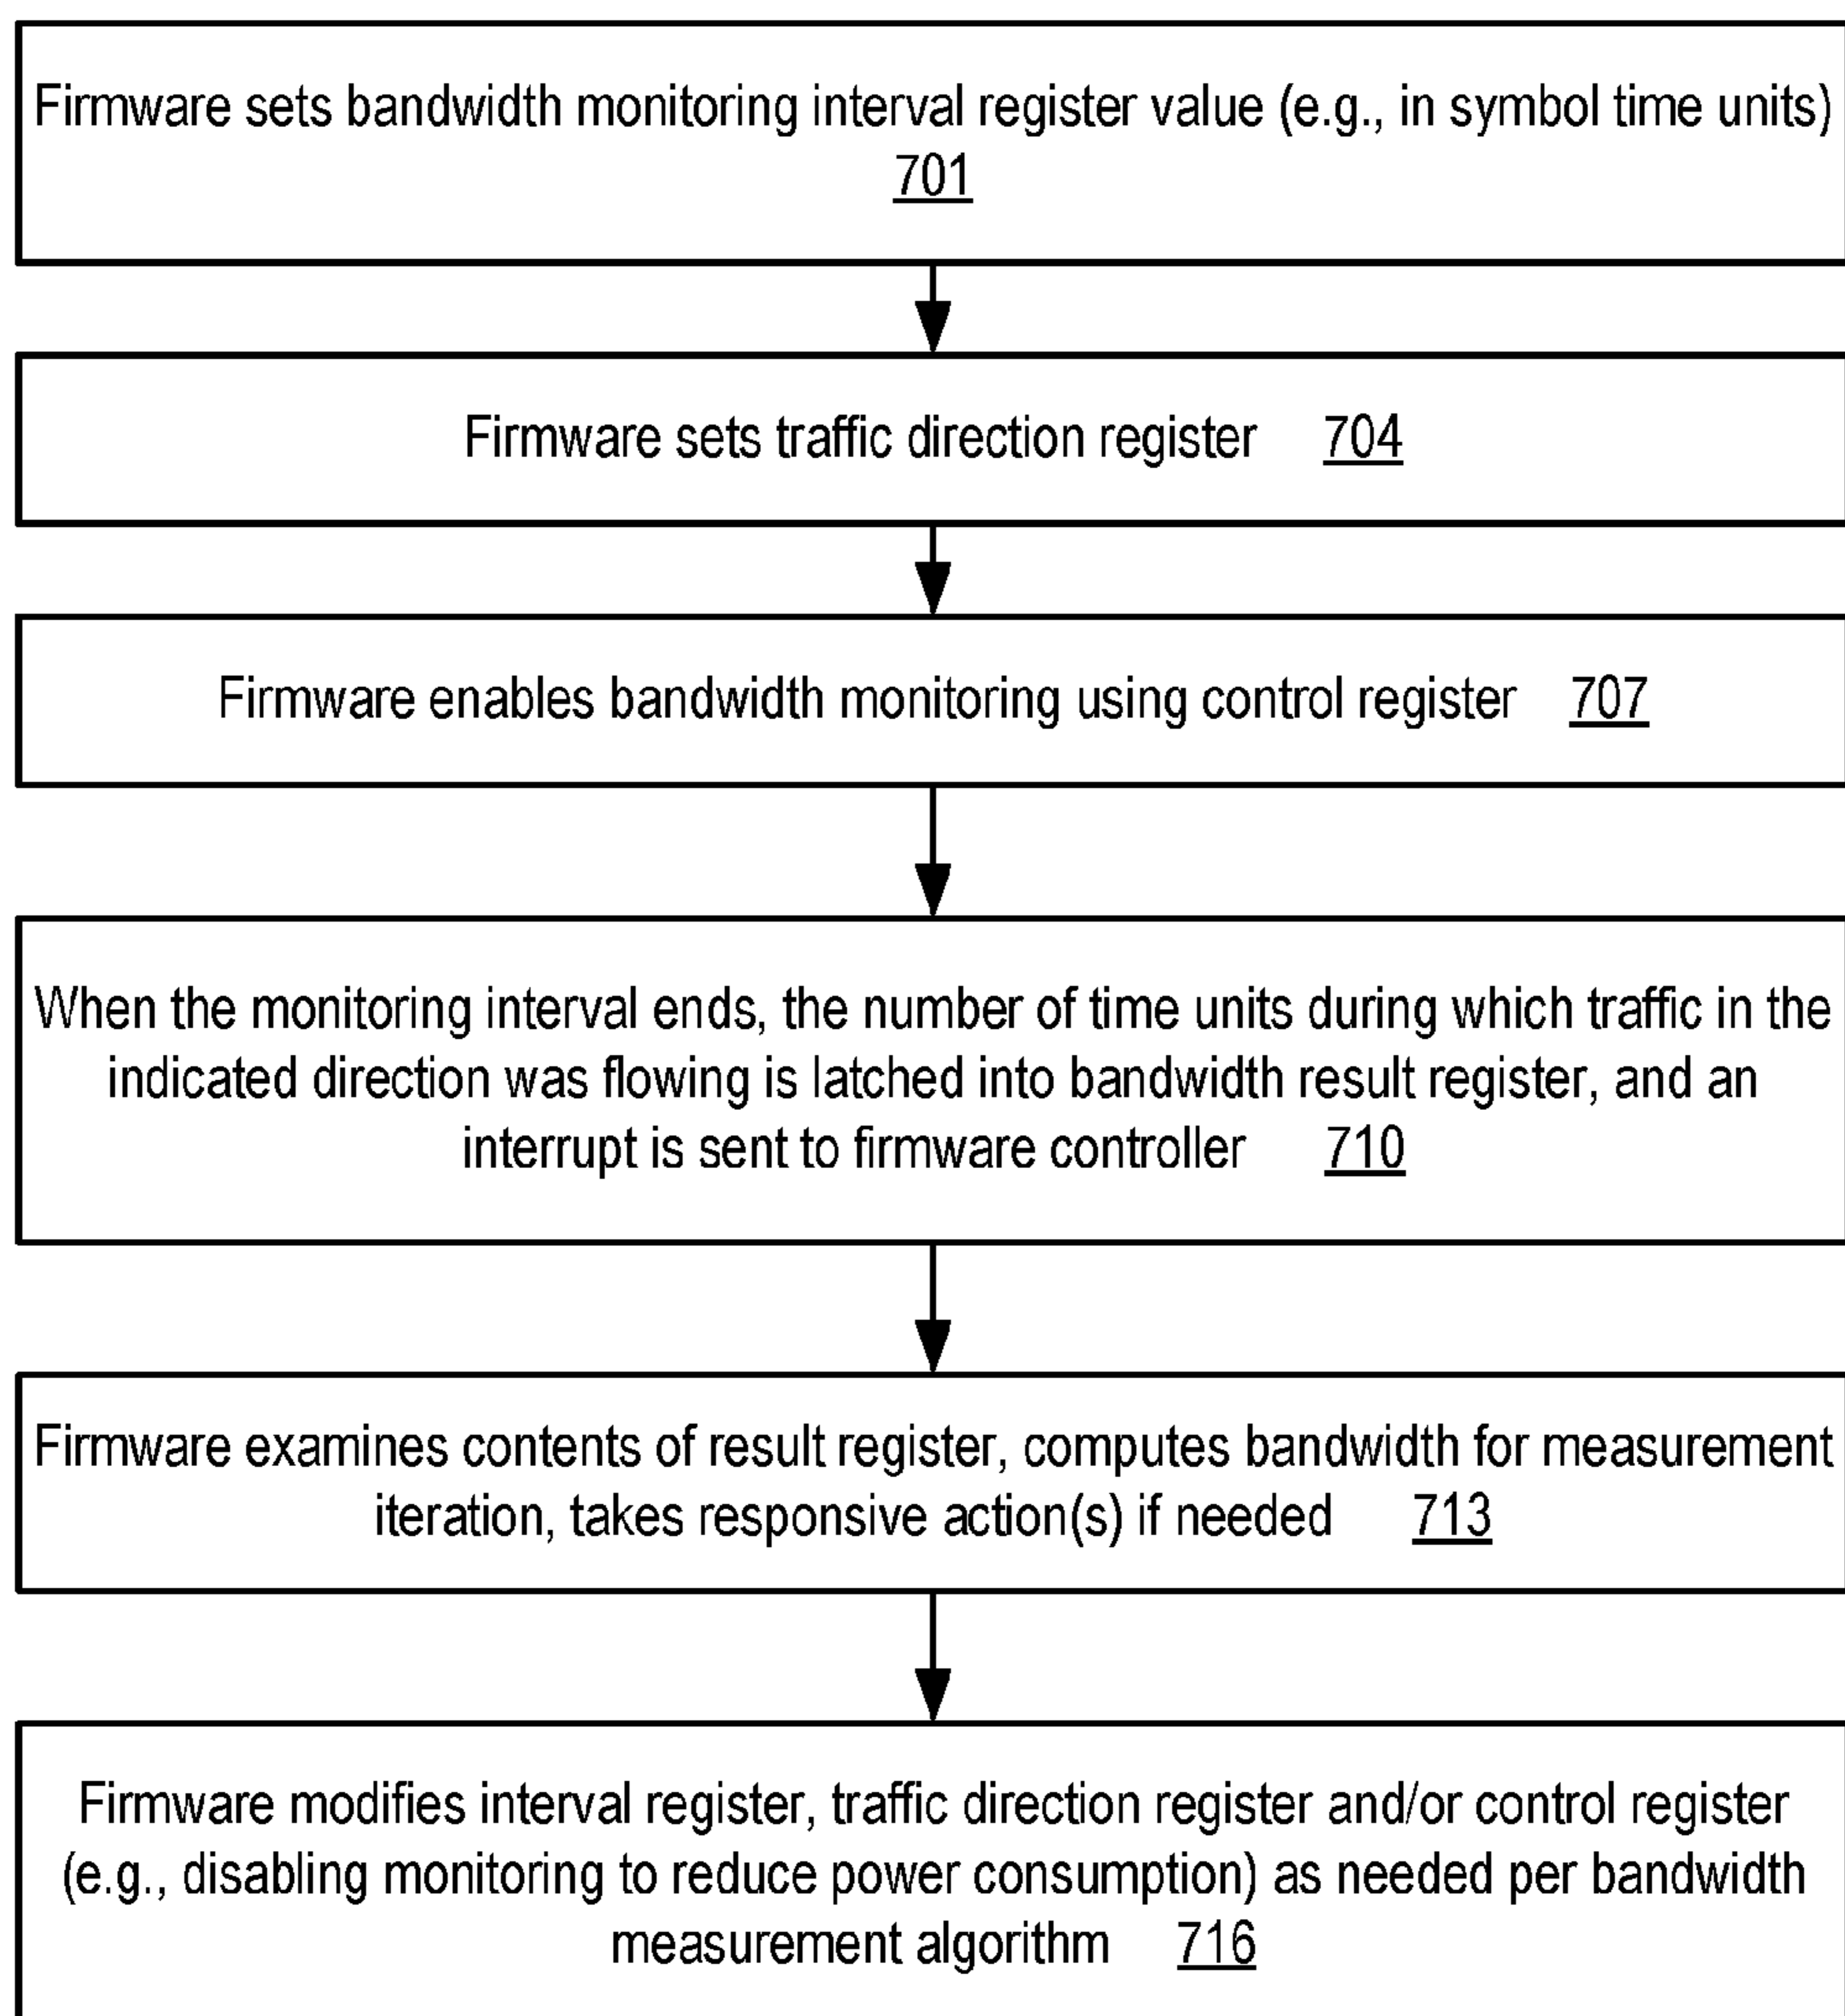 Firmware sets bandwidth monitoring interval register value (e.g., in symbol time units)
701
Firmware sets traffic direction register 704
Firmware enables bandwidth monitoring using control register 707
When the monitoring interval ends, the number of time units during which traffic in the
indicated direction was flowing is latched into bandwidth result register, and an
interrupt is sent to firmware controller 710
Firmware examines contents of result register, computes bandwidth for measurement
iteration, takes responsive action(s) if needed 713
Firmware modifies interval register, traffic direction register and/or control register
(e.g., disabling monitoring to reduce power consumption) as needed per bandwidth
measurement algorithm 716